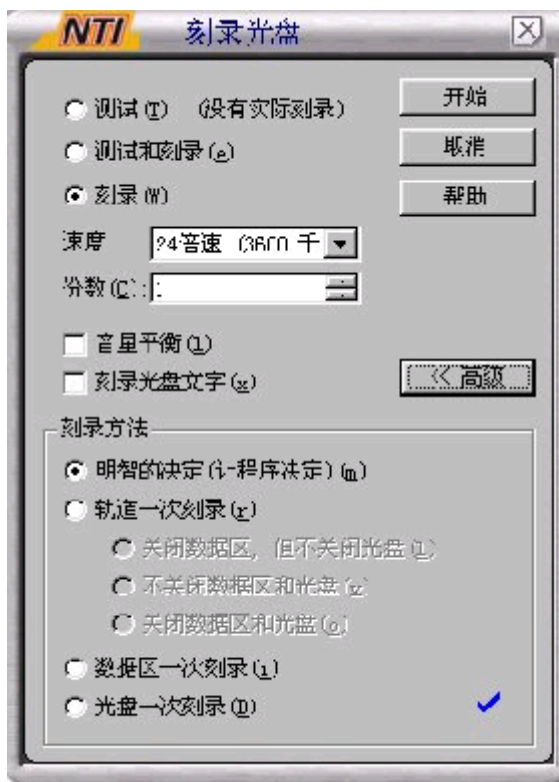 NTI 刻录光盘
测试(T) (没有实际刻录) 开始
测试和刻录(e) 取消
刻录(W) 帮助
速度 24倍速 (3600 千
份数(C):
音量平衡(l)
刻录光盘文字(x) << 高级
刻录方法
明智的决定(让程序决定)(m)
轨道一次刻录(r)
关闭数据区, 但不关闭光盘(l)
不关闭数据区和光盘
关闭数据区和光盘(o)
数据区一次刻录(i)
光盘一次刻录(D)